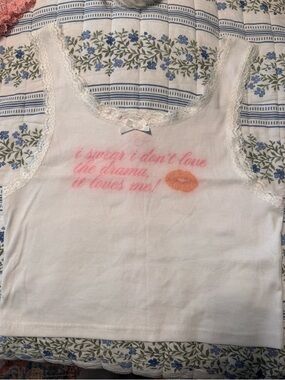 i swear i don't love
the drama,
it loves me!